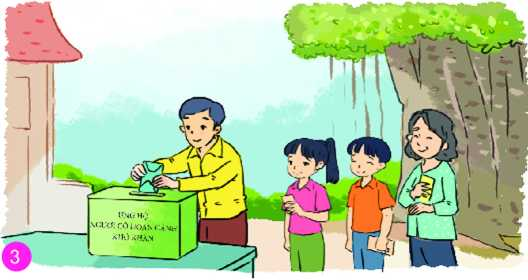 ỦNG HỘ
NGƯỜI CÓ HOÀN CẢNH
KHÓ KHĂN
3